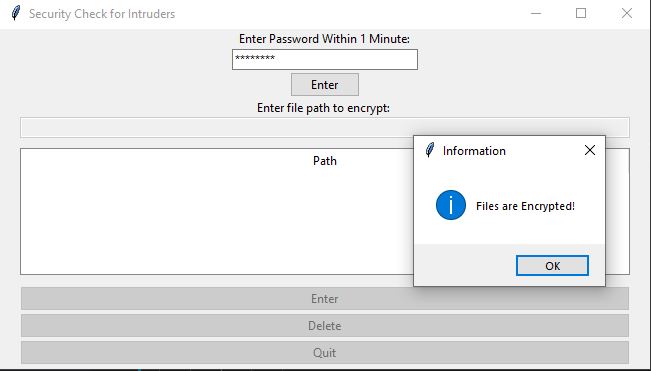 Security Check for Intruders
Enter Password Within 1 Minute:
********
Enter
Enter file path to encrypt:
Path
Information
Files are Encrypted!
OK
Enter
Delete
Quit